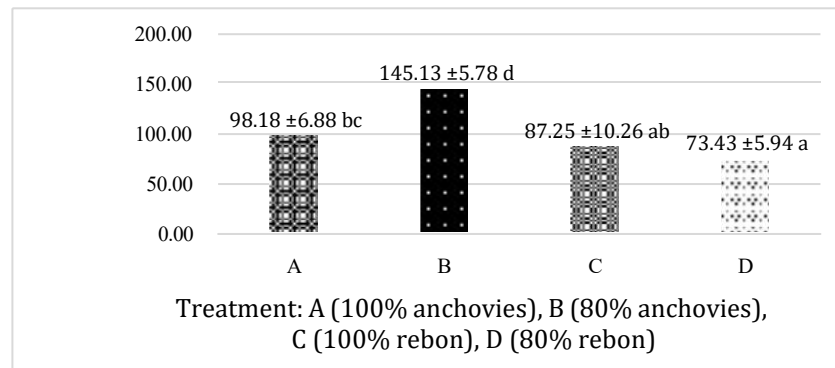 200.00
150.00
100.00
50.00
0.00
98.18 ±6.88 bc
145.13 ±5.78 d
87.25 ±10.26 ab
73.43 ±5.94 a
A
B
C
D
Treatment: A (100% anchovies), B (80% anchovies),
C (100% rebon), D (80% rebon)